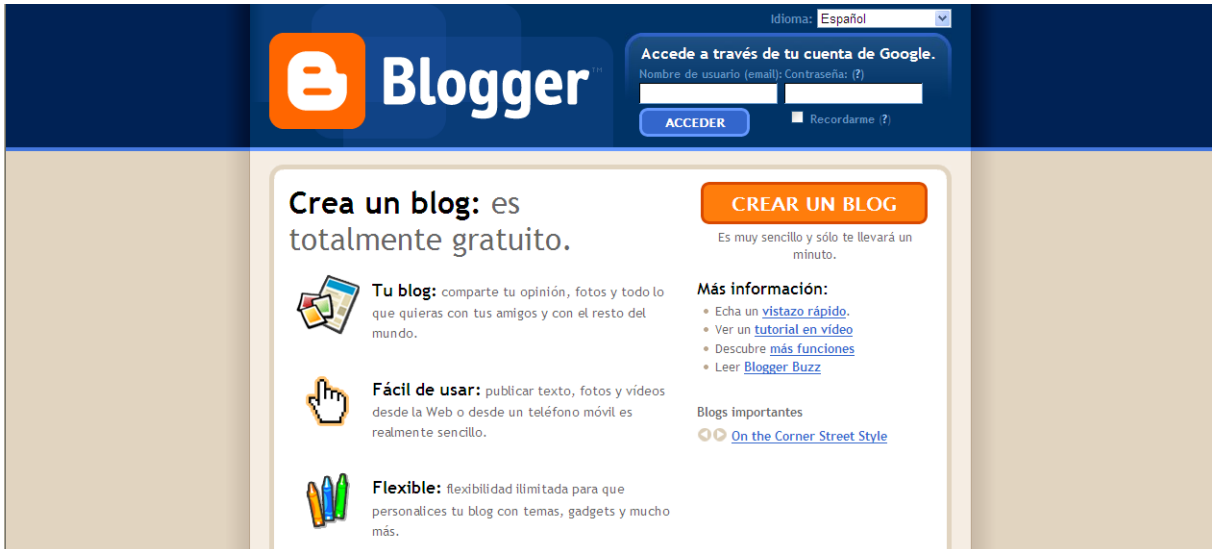 Idioma: Español
Blogger™
Accede a través de tu cuenta de Google.
Nombre de usuario (email): Contraseña: (?)
ACCEDER
Recordarme (?)
Crea un blog: es
totalmente gratuito.
Tu blog: comparte tu opinión, fotos y todo lo
que quieras con tus amigos y con el resto del
mundo.
Fácil de usar: publicar texto, fotos y vídeos
desde la Web o desde un teléfono móvil es
realmente sencillo.
Flexible: flexibilidad ilimitada para que
personalices tu blog con temas, gadgets y mucho
más.
CREAR UN BLOG
Es muy sencillo y sólo te llevará un
minuto.
Más información:
• Echa un vistazo rápido.
• Ver un tutorial en vídeo
• Descubre más funciones
• Leer Blogger Buzz
Blogs importantes
On the Corner Street Style